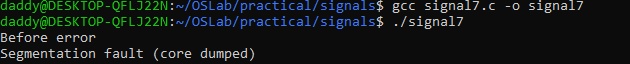 daddy@DESKTOP-QFLJ22N:~/OSLab/practical/signals$ gcc signal7.c -o signal7
daddy@DESKTOP-QFLJ22N:~/OSLab/practical/signals$ ./signal7
Before error
Segmentation fault (core dumped)